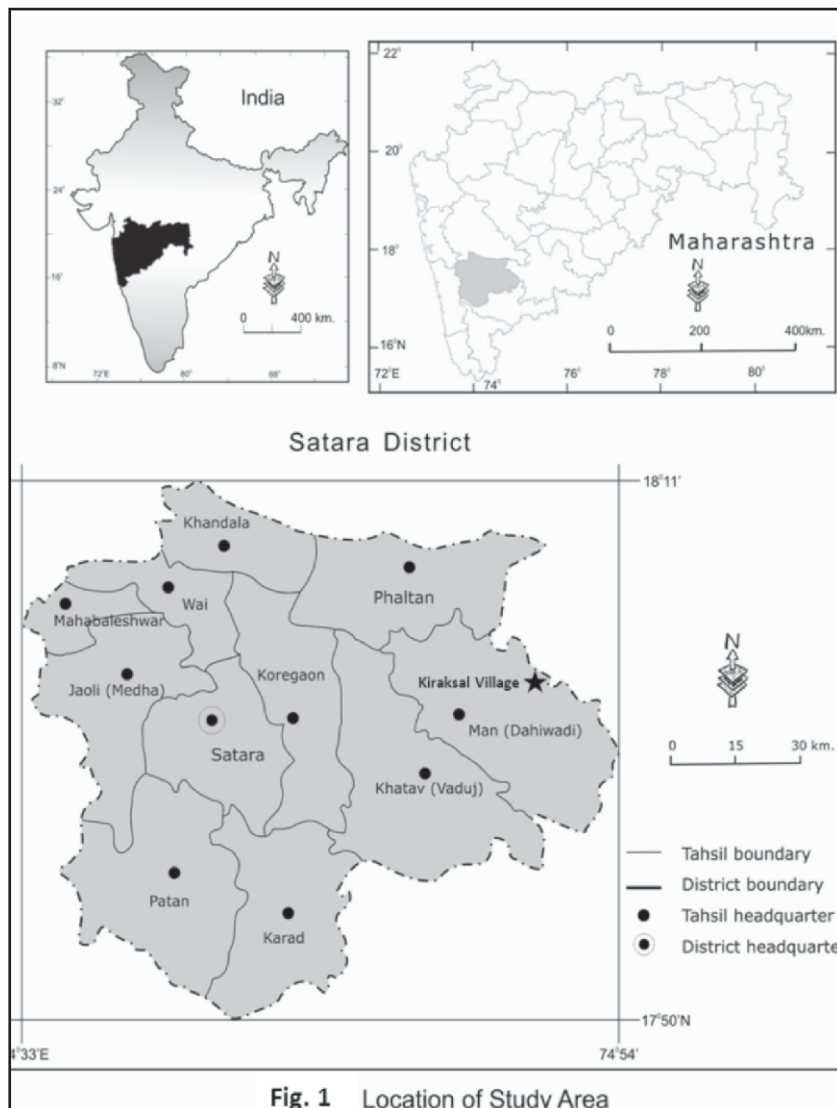 India
32°
24°
16°
8°N
72°E
80°
88°
N
0 400 km.
22°
20°
18°
16°N
72°E
74°
76°
78°
80°
Maharashtra
N
0 200 400km.
Satara District
18°11'
Khandala
Phaltan
Wai
Mahabaleshwar
Koregaon
Kiraksal Village
Jaoli (Medha)
Man (Dahiwadi)
Satara
Khatav (Vaduj)
Patan
Karad
N
0 15 30 km.
Tahsil boundary
District boundary
Tahsil headquarter
District headquarte
17°50'N
4°33'E
74°54'
Fig. 1 Location of Study Area